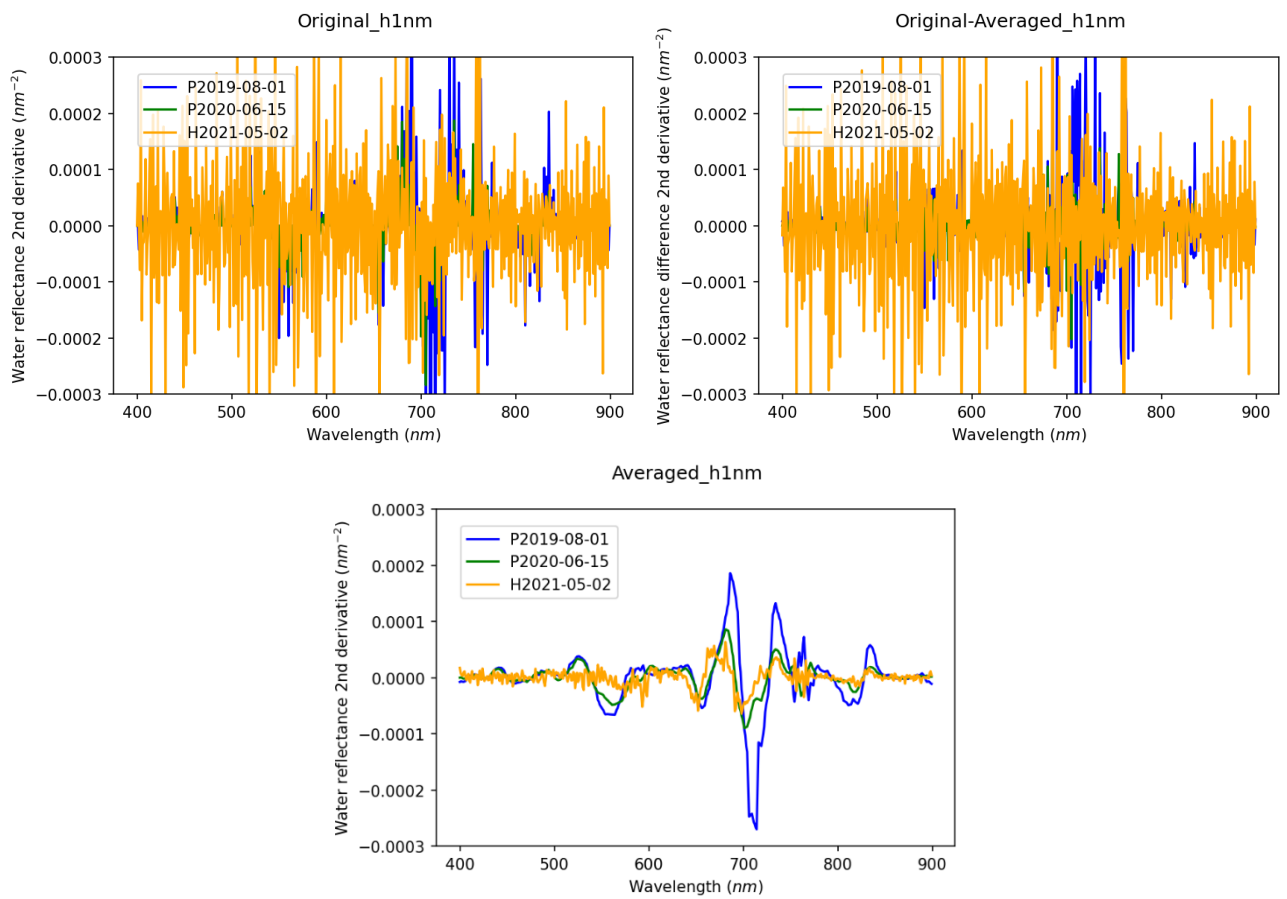 Original_h1nm
Water reflectance 2nd derivative (nm⁻²)
0.0003
0.0002
0.0001
0.0000
−0.0001
−0.0002
−0.0003
P2019-08-01
P2020-06-15
H2021-05-02
400 500 600 700 800 900
Wavelength (nm)
Original-Averaged_h1nm
Water reflectance difference 2nd derivative (nm⁻²)
0.0003
0.0002
0.0001
0.0000
−0.0001
−0.0002
−0.0003
P2019-08-01
P2020-06-15
H2021-05-02
400 500 600 700 800 900
Wavelength (nm)
Averaged_h1nm
Water reflectance 2nd derivative (nm⁻²)
0.0003
0.0002
0.0001
0.0000
−0.0001
−0.0002
−0.0003
P2019-08-01
P2020-06-15
H2021-05-02
400 500 600 700 800 900
Wavelength (nm)